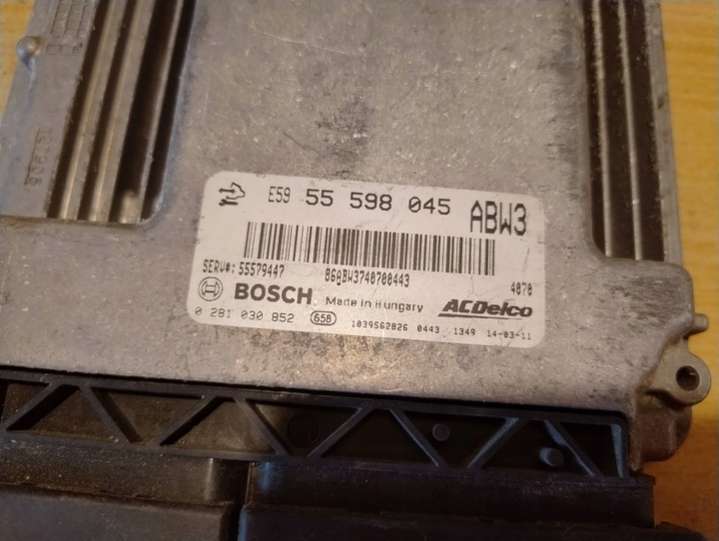 E59 55 598 045 ABW3
SERV#: 55579447 86ABW3740700443 4070
BOSCH Made in Hungary ACDelco
0 281 030 852 658 1039S62026 0443 1349 14-03-11